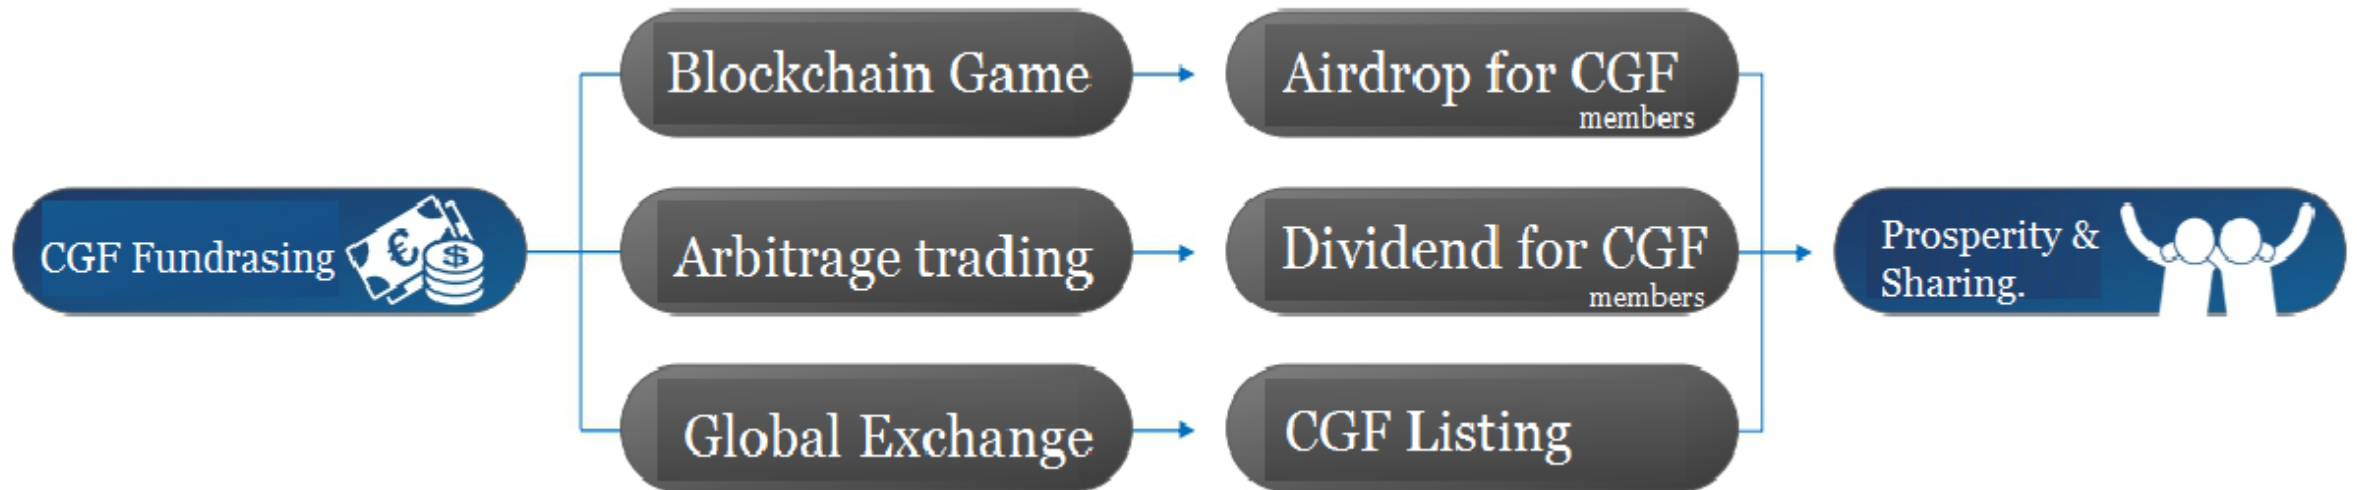 CGF Fundrasing
€
$
Blockchain Game
Airdrop for CGF
members
Arbitrage trading
Dividend for CGF
members
Global Exchange
CGF Listing
Prosperity &
Sharing.